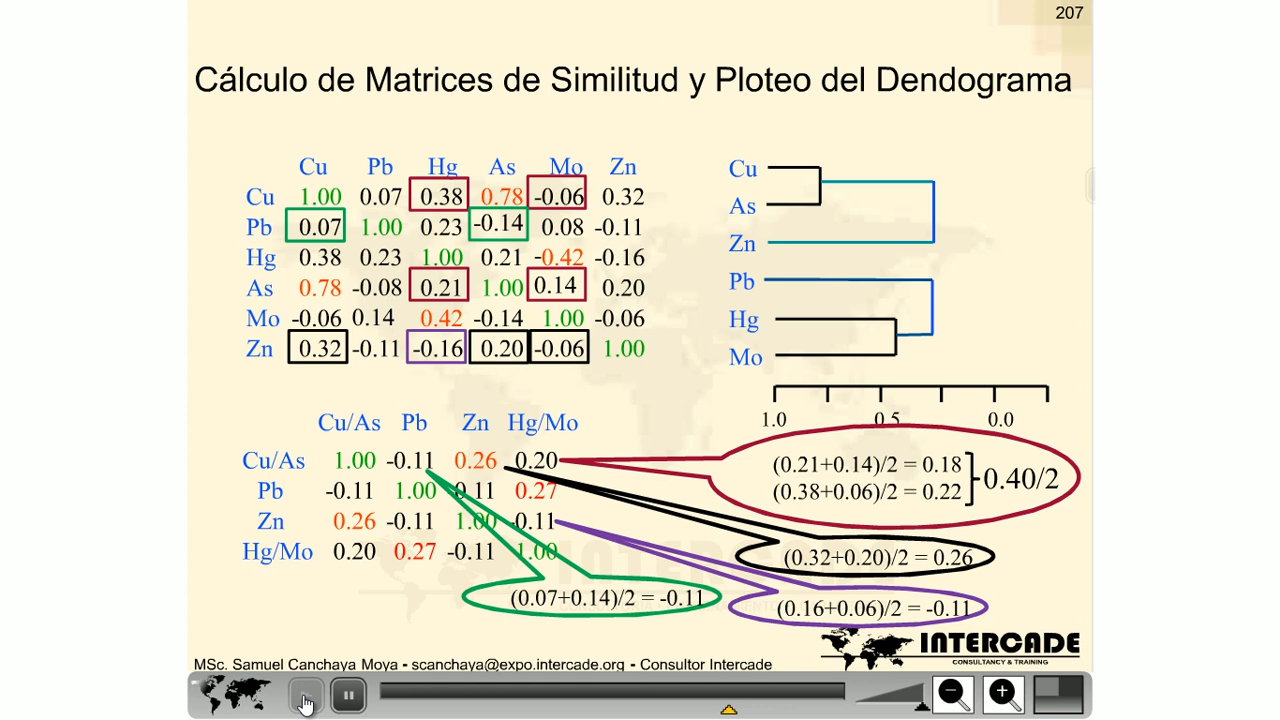 207
Cálculo de Matrices de Similitud y Ploteo del Dendograma
Cu Pb Hg As Mo Zn
Cu 1.00 0.07 0.38 0.78 -0.06 0.32
Pb 0.07 1.00 0.23 -0.14 0.08 -0.11
Hg 0.38 0.23 1.00 0.21 -0.42 -0.16
As 0.78 -0.08 0.21 1.00 0.14 0.20
Mo -0.06 0.14 0.42 -0.14 1.00 -0.06
Zn 0.32 -0.11 -0.16 0.20 -0.06 1.00
Cu
As
Zn
Pb
Hg
Mo
1.0 0.5 0.0
Cu/As Pb Zn Hg/Mo
Cu/As 1.00 -0.11 0.26 0.20
Pb -0.11 1.00 0.11 0.27
Zn 0.26 -0.11 1.00 -0.11
Hg/Mo 0.20 0.27 -0.11 1.00
(0.21+0.14)/2 = 0.18
(0.38+0.06)/2 = 0.22
0.40/2
(0.32+0.20)/2 = 0.26
(0.07+0.14)/2 = -0.11
(0.16+0.06)/2 = -0.11
INTERCADE
CONSULTANCY & TRAINING
MSc. Samuel Canchaya Moya - scanchaya@expo.intercade.org - Consultor Intercade